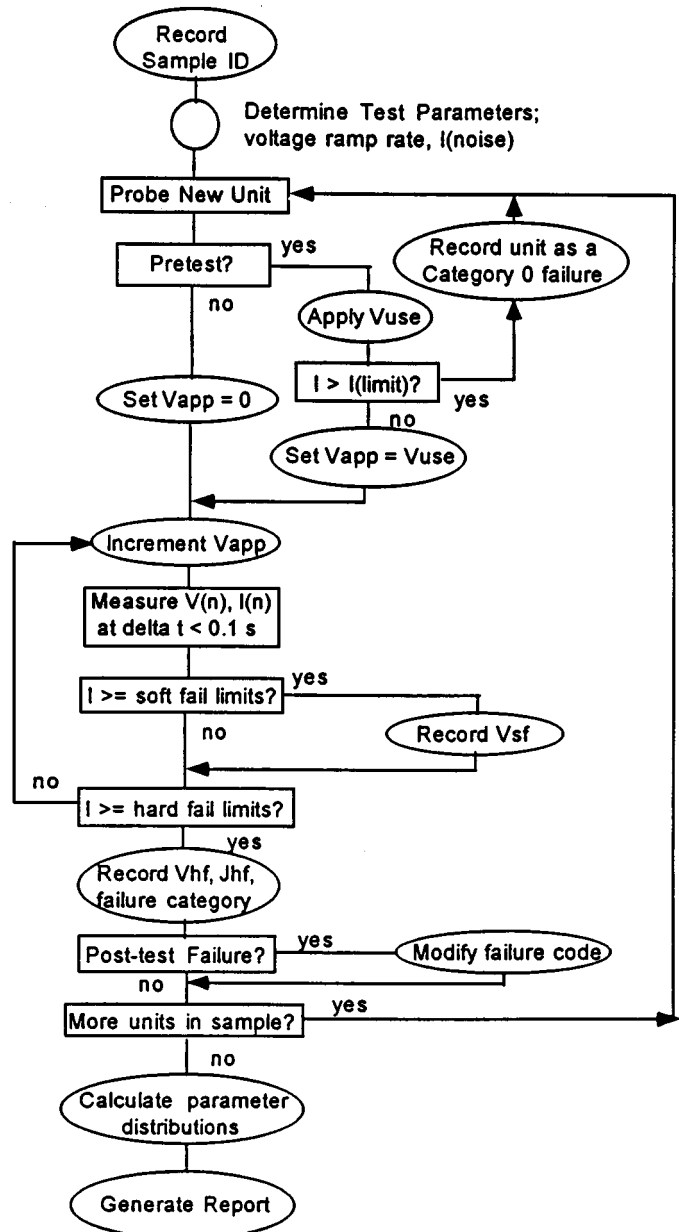 Record
Sample ID
Determine Test Parameters;
voltage ramp rate, I(noise)
Probe New Unit
Pretest?
yes
no
Record unit as a
Category 0 failure
Apply Vuse
I > I(limit)?
yes
no
Set Vapp = 0
Set Vapp = Vuse
Increment Vapp
Measure V(n), I(n)
at delta t < 0.1 s
I >= soft fail limits?
yes
no
Record Vsf
no
I >= hard fail limits?
yes
Record Vhf, Jhf,
failure category
Post-test Failure?
yes
Modify failure code
no
More units in sample?
yes
no
Calculate parameter
distributions
Generate Report